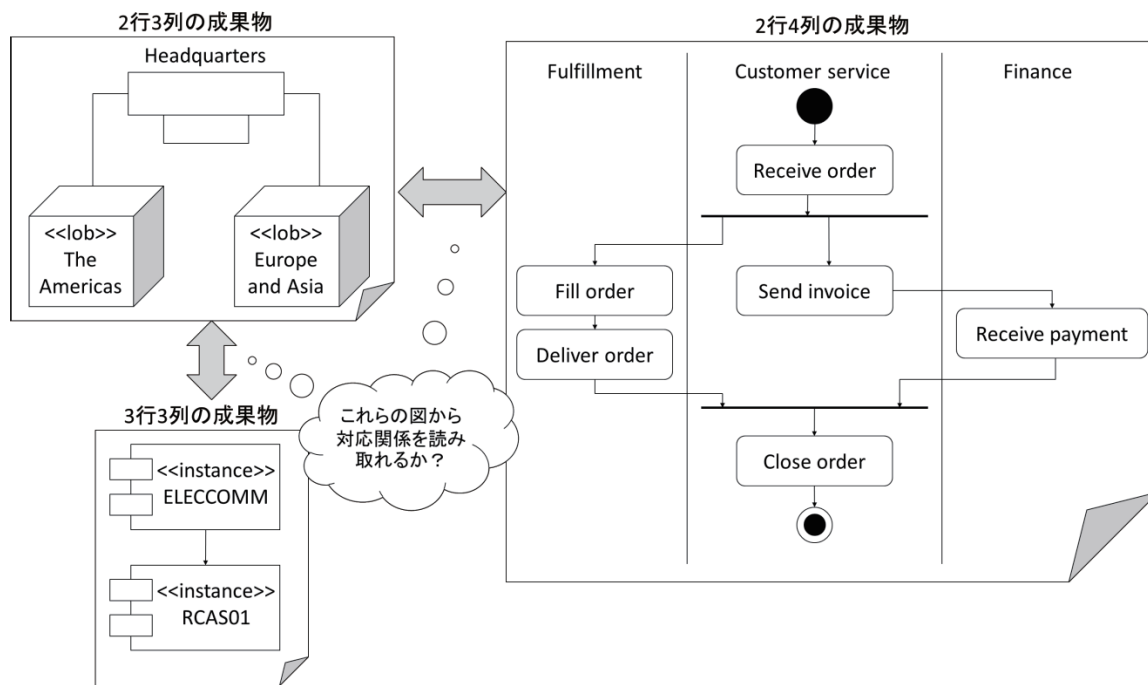 2行3列の成果物
Headquarters
<<lob>>
The
Americas
<<lob>>
Europe
and Asia
2行4列の成果物
Fulfillment
Customer service
Finance
Receive order
Fill order
Send invoice
Deliver order
Receive payment
Close order
これらの図から
対応関係を読み
取れるか？
3行3列の成果物
<<instance>>
ELECCOMM
<<instance>>
RCAS01